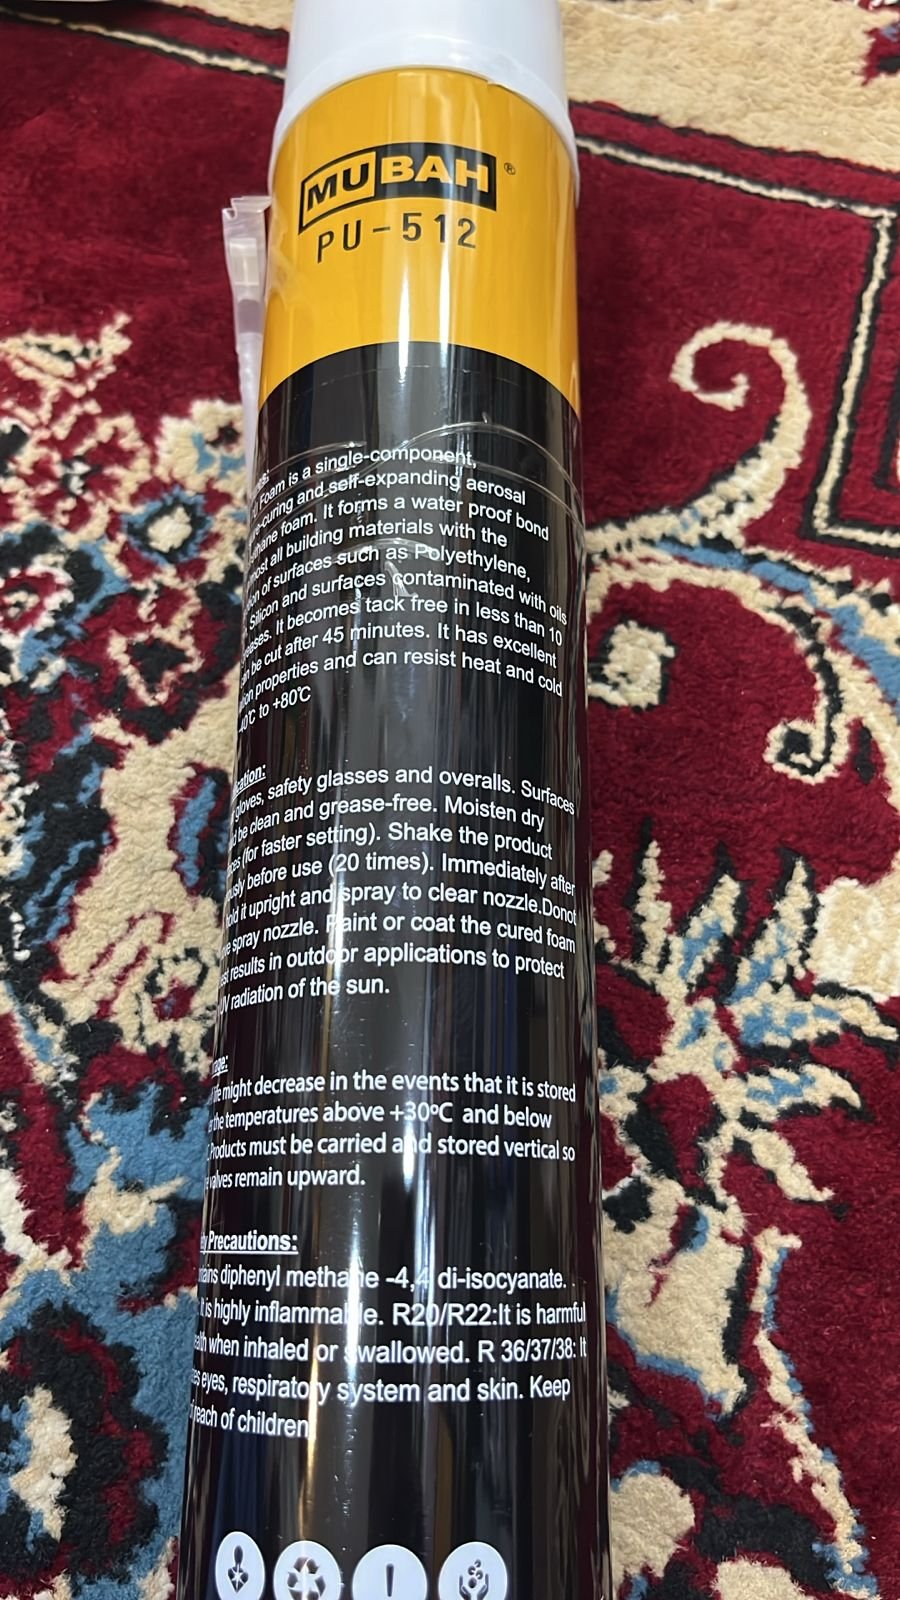 MUBAH ®
PU-512
Foam is a single-component,
and self-expanding aerosol
foam. It forms a water proof bond
all building materials with the
of surfaces such as Polyethylene,
Silicon and surfaces contaminated with oils
It becomes tack free in less than 10
be cut after 45 minutes. It has excellent
properties and can resist heat and cold
40℃ to +80℃
gloves, safety glasses and overalls. Surfaces
be clean and grease-free. Moisten dry
(for faster setting). Shake the product
before use (20 times). Immediately after
hold it upright and spray to clear nozzle.Donot
spray nozzle. Paint or coat the cured foam
results in outdoor applications to protect
UV radiation of the sun.
might decrease in the events that it is stored
the temperatures above +30ºC and below
Products must be carried and stored vertical so
valves remain upward.
Precautions:
diphenyl methane -4,4 di-isocyanate.
It is highly inflammable. R20/R22:It is harmful
when inhaled or swallowed. R 36/37/38: It
eyes, respiratory system and skin. Keep
reach of children